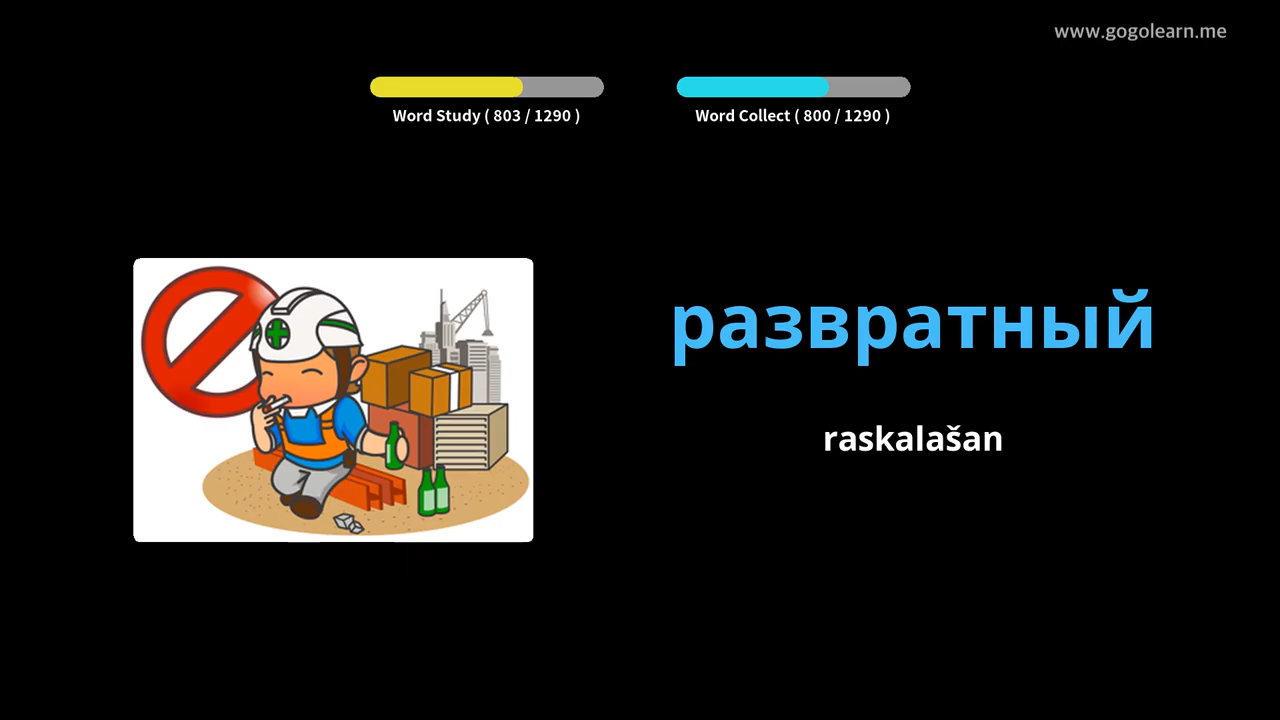 www.gogolearn.me
Word Study ( 803 / 1290 )
Word Collect ( 800 / 1290 )
развратный
raskalašan